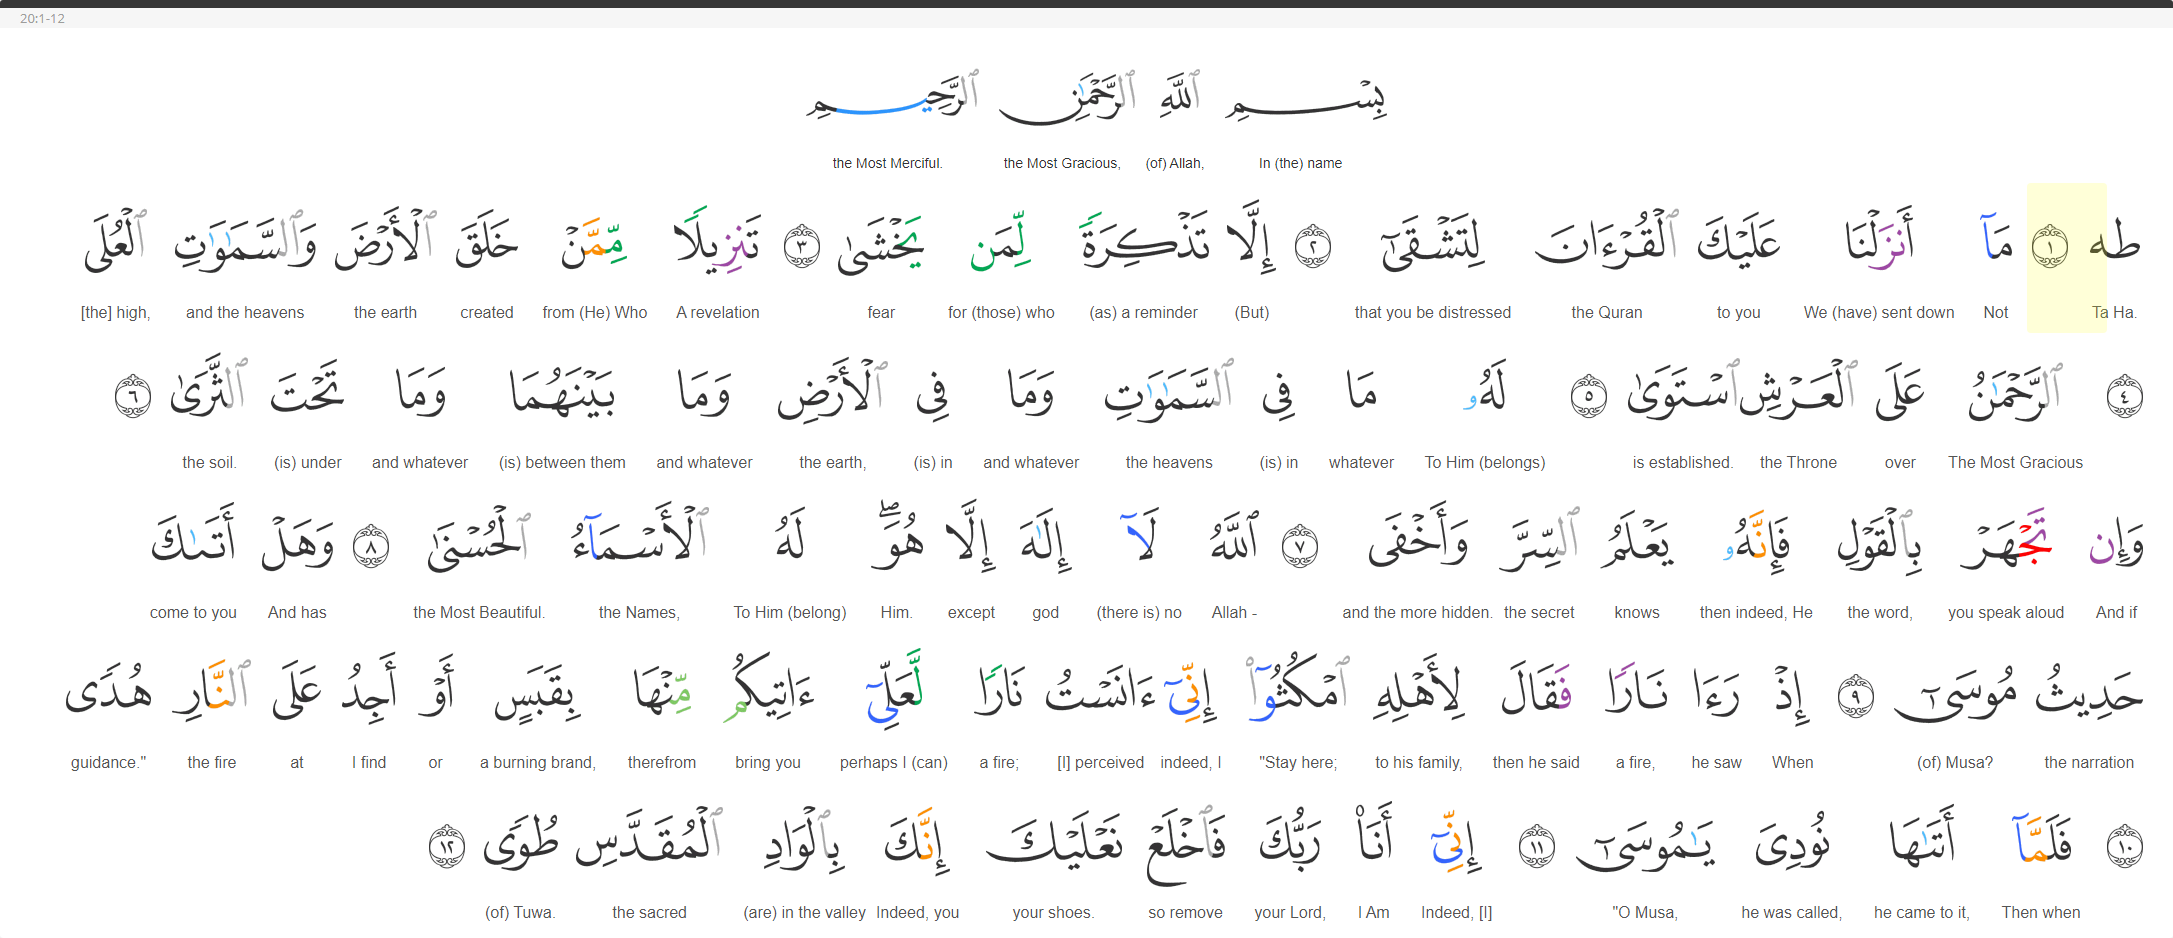 20:1-12
بِسْمِ ٱللَّهِ ٱلرَّحْمَـٰنِ ٱلرَّحِيمِ
In (the) name (of) Allah, the Most Gracious, the Most Merciful.
طه ١ مَآ أَنزَلْنَا عَلَيْكَ ٱلْقُرْءَانَ لِتَشْقَىٰٓ ٢ إِلَّا تَذْكِرَةً لِّمَن يَخْشَىٰ ٣ تَنزِيلًا مِّمَّنْ خَلَقَ ٱلْأَرْضَ وَٱلسَّمَـٰوَٰتِ ٱلْعُلَى
Ta Ha. Not We (have) sent down to you the Quran that you be distressed (But) (as) a reminder for (those) who fear A revelation from (He) Who created the earth and the heavens [the] high,
٤ ٱلرَّحْمَـٰنُ عَلَى ٱلْعَرْشِ ٱسْتَوَىٰ ٥ لَهُۥ مَا فِى ٱلسَّمَـٰوَٰتِ وَمَا فِى ٱلْأَرْضِ وَمَا بَيْنَهُمَا وَمَا تَحْتَ ٱلثَّرَىٰ ٦
The Most Gracious over the Throne is established. To Him (belongs) whatever (is) in the heavens and whatever (is) in the earth, and whatever (is) between them and whatever (is) under the soil.
وَإِن تَجْهَرْ بِٱلْقَوْلِ فَإِنَّهُۥ يَعْلَمُ ٱلسِّرَّ وَأَخْفَى ٧ ٱللَّهُ لَآ إِلَـٰهَ إِلَّا هُوَ ۖ لَهُ ٱلْأَسْمَآءُ ٱلْحُسْنَىٰ ٨ وَهَلْ أَتَىٰكَ
And if you speak aloud the word, then indeed, He knows the secret and the more hidden. Allah - (there is) no god except Him. To Him (belong) the Names, the Most Beautiful. And has come to you
حَدِيثُ مُوسَىٰٓ ٩ إِذْ رَءَا نَارًا فَقَالَ لِأَهْلِهِ ٱمْكُثُوٓا۟ إِنِّىٓ ءَانَسْتُ نَارًا لَّعَلِّىٓ ءَاتِيكُم مِّنْهَا بِقَبَسٍ أَوْ أَجِدُ عَلَى ٱلنَّارِ هُدًى
the narration (of) Musa? When he saw a fire, then he said to his family, "Stay here; indeed, I [I] perceived a fire; perhaps I (can) bring you therefrom a burning brand, or I find at the fire guidance."
١٠ فَلَمَّآ أَتَىٰهَا نُودِىَ يَـٰمُوسَىٰٓ ١١ إِنِّىٓ أَنَا۠ رَبُّكَ فَٱخْلَعْ نَعْلَيْكَ إِنَّكَ بِٱلْوَادِ ٱلْمُقَدَّسِ طُوًى ١٢
Then when he came to it, he was called, "O Musa, Indeed, [I] I Am your Lord, so remove your shoes. Indeed, you (are) in the valley the sacred (of) Tuwa.